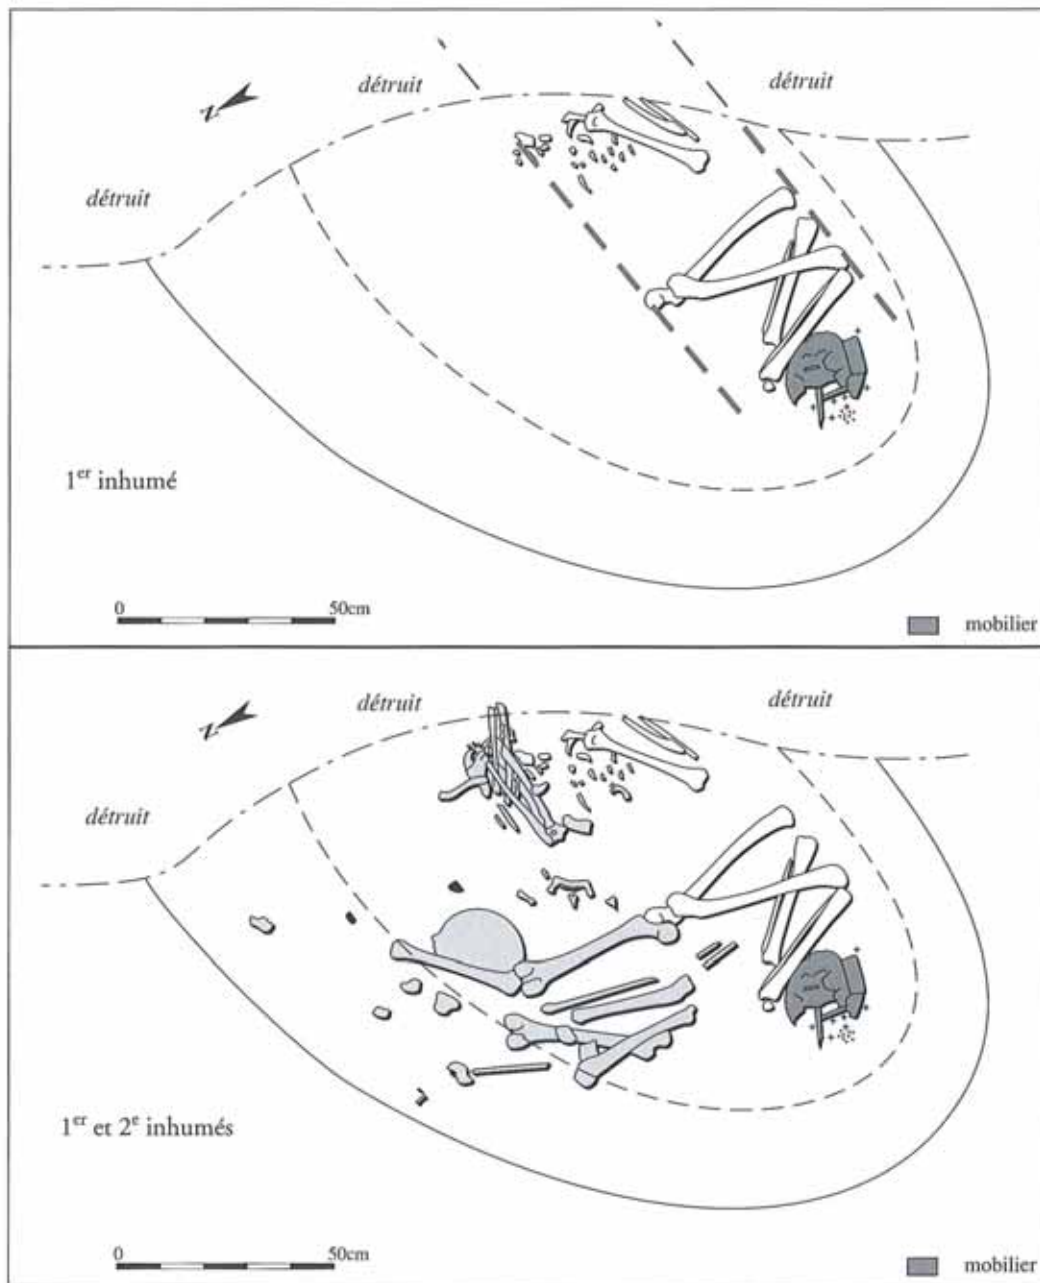 détruit
détruit
N
détruit
1er inhumé
0 50cm
mobilier
détruit
détruit
N
détruit
1er et 2e inhumés
0 50cm
mobilier